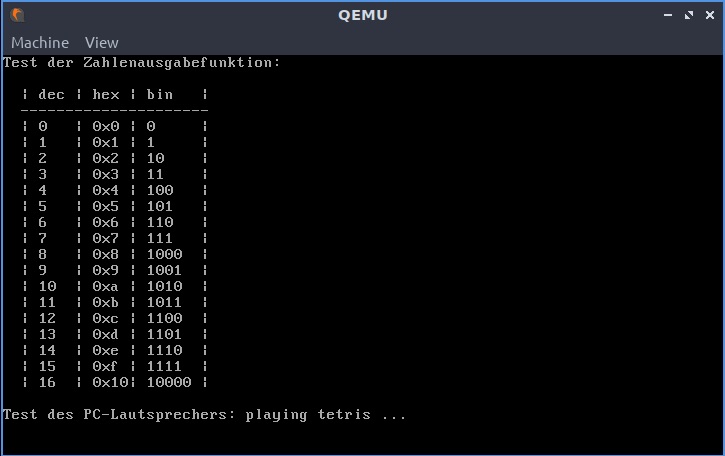 QEMU
Machine View
Test der Zahlenausgabefunktion:
| dec | hex | bin |
---------------------
| 0 | 0x0 | 0 |
| 1 | 0x1 | 1 |
| 2 | 0x2 | 10 |
| 3 | 0x3 | 11 |
| 4 | 0x4 | 100 |
| 5 | 0x5 | 101 |
| 6 | 0x6 | 110 |
| 7 | 0x7 | 111 |
| 8 | 0x8 | 1000 |
| 9 | 0x9 | 1001 |
| 10 | 0xa | 1010 |
| 11 | 0xb | 1011 |
| 12 | 0xc | 1100 |
| 13 | 0xd | 1101 |
| 14 | 0xe | 1110 |
| 15 | 0xf | 1111 |
| 16 | 0x10| 10000 |
Test des PC-Lautsprechers: playing tetris ...